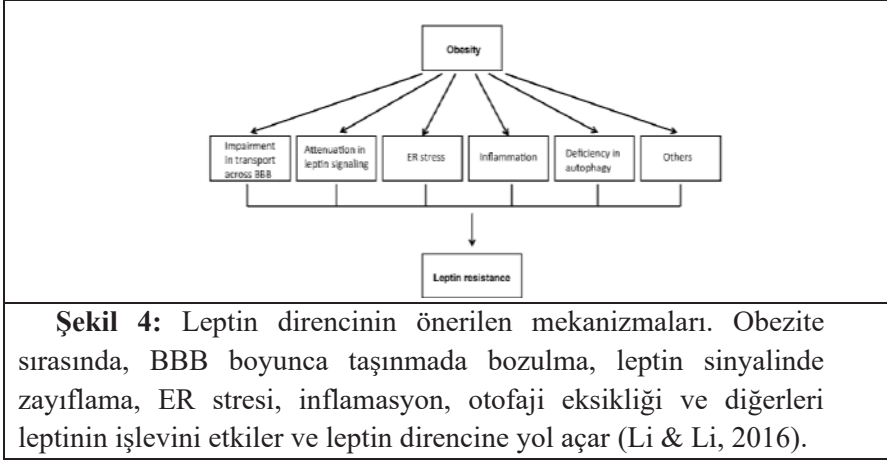 Obesity
Impairment
in transport
across BBB
Attenuation in
leptin signaling
ER stress
Inflammation
Deficiency in
autophagy
Others
Leptin resistance
Şekil 4: Leptin direncinin önerilen mekanizmaları. Obezite
sırasında, BBB boyunca taşınmada bozulma, leptin sinyalinde
zayıflama, ER stresi, inflamasyon, otofaji eksikliği ve diğerleri
leptinin işlevini etkiler ve leptin direncine yol açar (Li & Li, 2016).